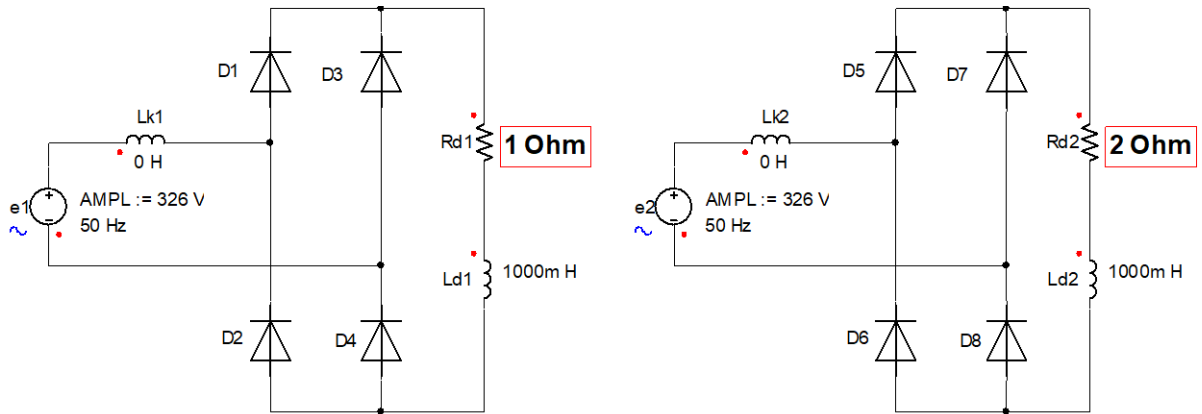 D1
D3
Lk1
0 H
Rd1
1 Ohm
e1
AMPL := 326 V
50 Hz
Ld1
1000m H
D2
D4
D5
D7
Lk2
0 H
Rd2
2 Ohm
e2
AMPL := 326 V
50 Hz
Ld2
1000m H
D6
D8